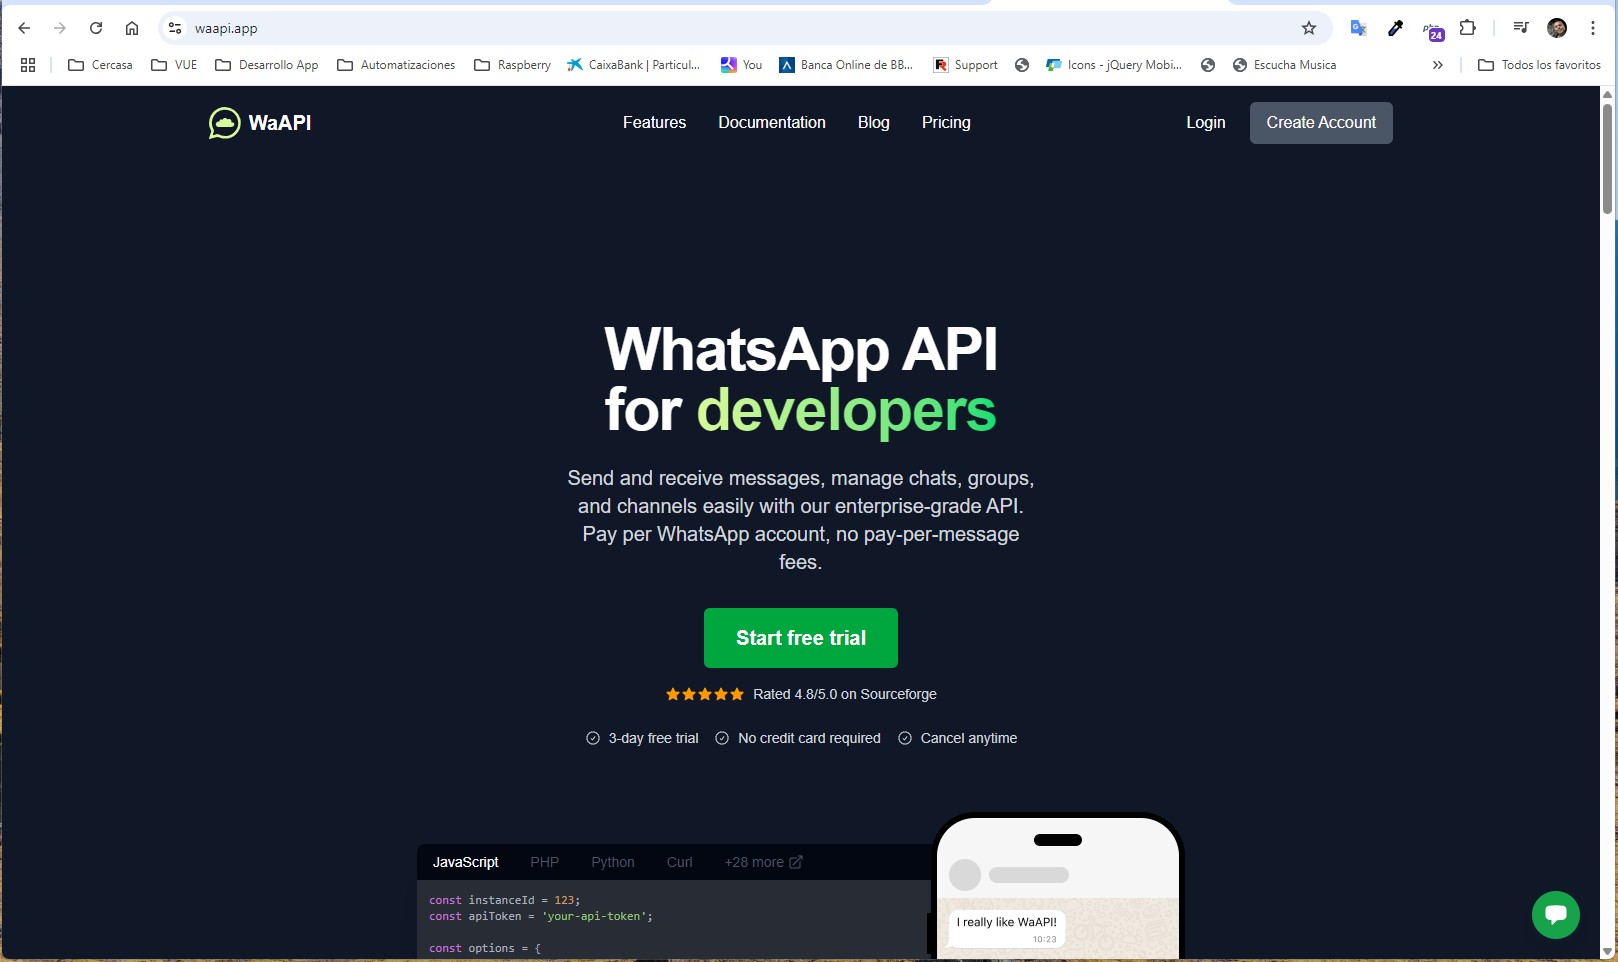 waapi.app
24
Cercasa
VUE
Desarrollo App
Automatizaciones
Raspberry
CaixaBank | Particul...
You
Banca Online de BB...
Support
Icons - jQuery Mobi...
Escucha Musica
Todos los favoritos
WaAPI
Features
Documentation
Blog
Pricing
Login
Create Account
WhatsApp API
for developers
Send and receive messages, manage chats, groups,
and channels easily with our enterprise-grade API.
Pay per WhatsApp account, no pay-per-message
fees.
Start free trial
Rated 4.8/5.0 on Sourceforge
3-day free trial
No credit card required
Cancel anytime
JavaScript
PHP
Python
Curl
+28 more
const instanceId = 123;
const apiToken = 'your-api-token';
const options = {
I really like WaAPI!
10:23